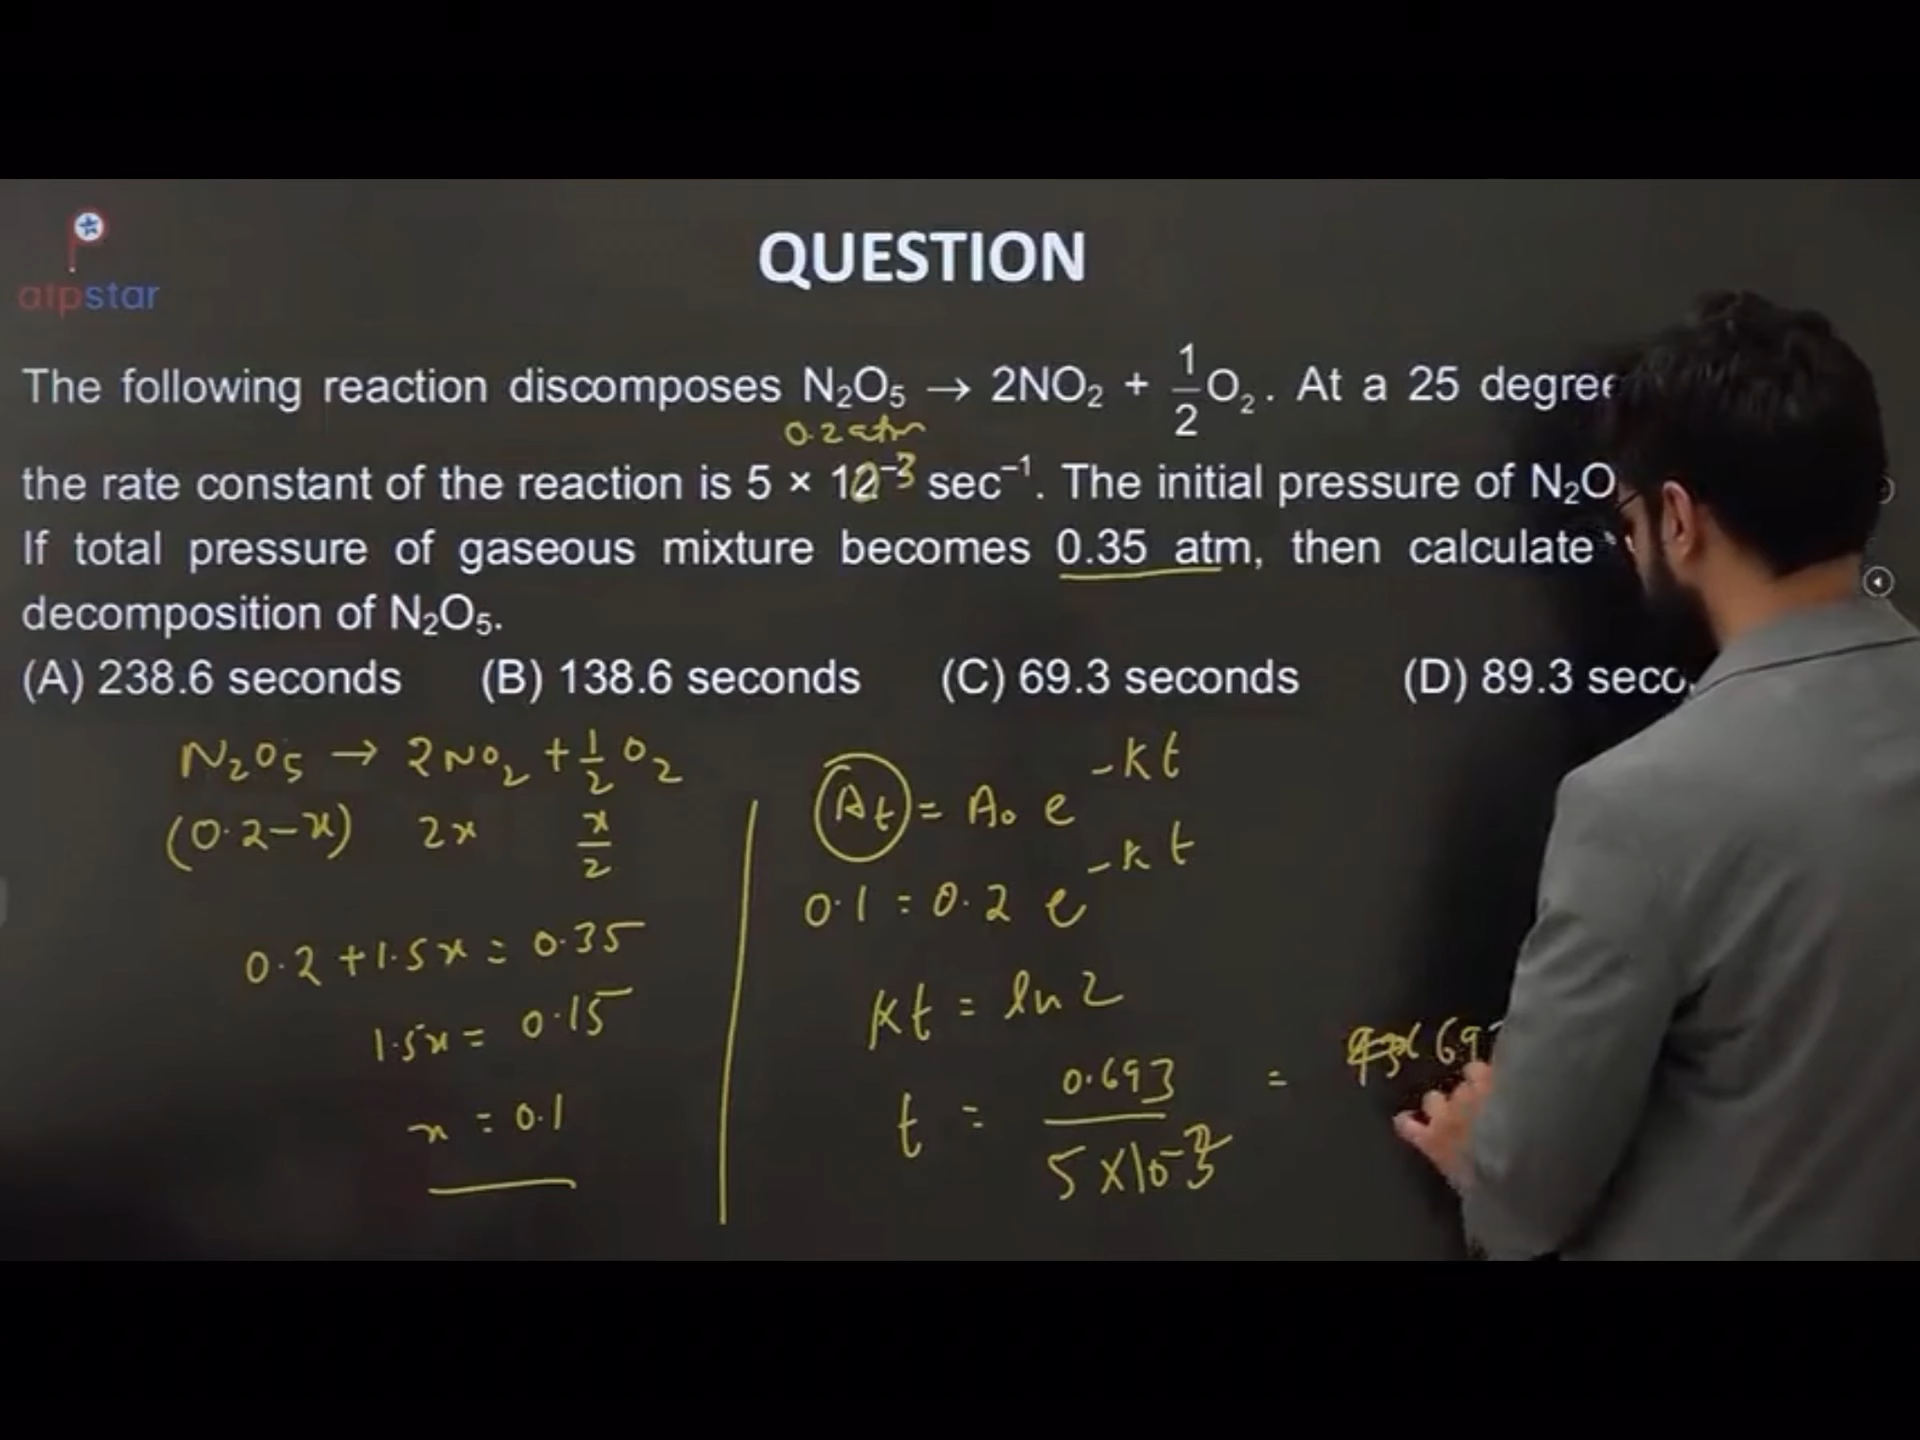 atpstar
QUESTION
The following reaction discomposes N₂O₅ → 2NO₂ + 1/2 O₂. At a 25 degree
0.2 atm
the rate constant of the reaction is 5 × 10⁻³ sec⁻¹. The initial pressure of N₂O
If total pressure of gaseous mixture becomes 0.35 atm, then calculate
decomposition of N₂O₅.
(A) 238.6 seconds (B) 138.6 seconds (C) 69.3 seconds (D) 89.3 seco
N₂O₅ → 2NO₂ + 1/2 O₂
(0.2-x) 2x x/2
0.2 + 1.5x = 0.35
1.5x = 0.15
x = 0.1
At = A₀ e^-kt
0.1 = 0.2 e^-kt
kt = ln 2
t = 0.693 / 5 × 10⁻³ =